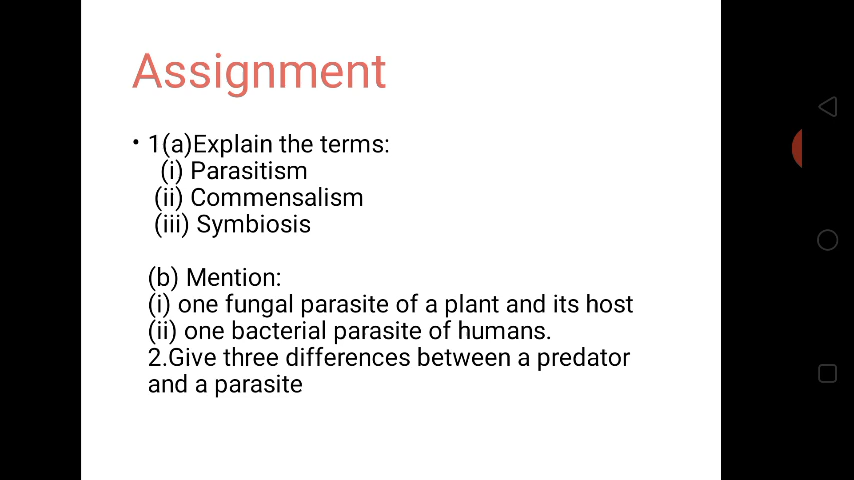 Assignment
• 1(a)Explain the terms:
(i) Parasitism
(ii) Commensalism
(iii) Symbiosis
(b) Mention:
(i) one fungal parasite of a plant and its host
(ii) one bacterial parasite of humans.
2.Give three differences between a predator
and a parasite